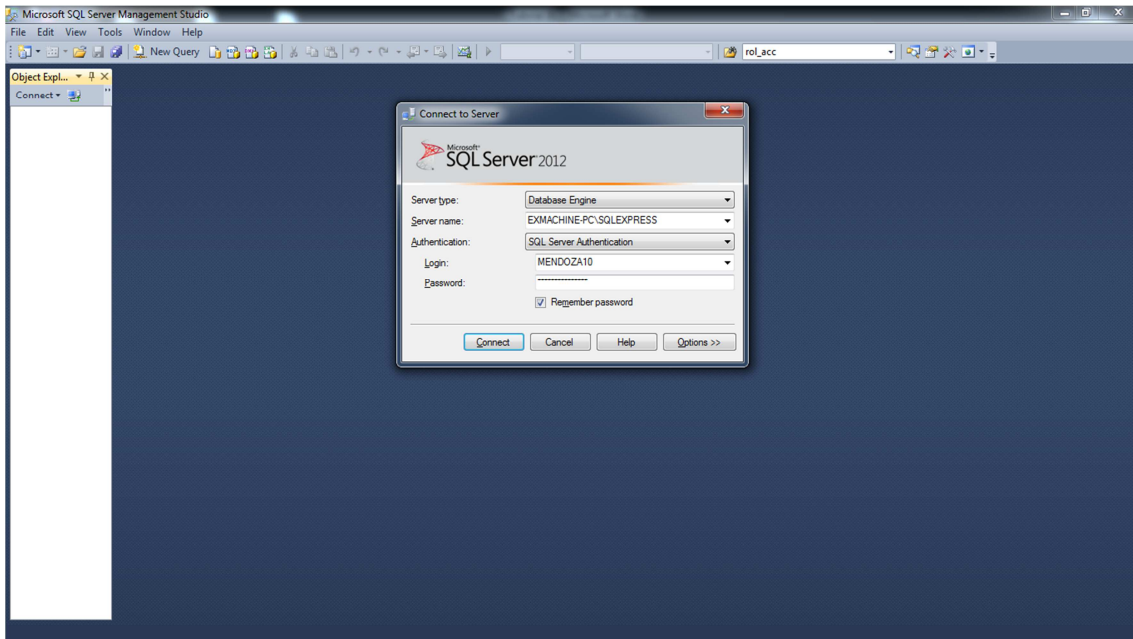 Microsoft SQL Server Management Studio
File Edit View Tools Window Help
New Query rol_acc
Object Expl...
Connect
Connect to Server
Microsoft
SQL Server 2012
Server type: Database Engine
Server name: EXMACHINE-PC\SQLEXPRESS
Authentication: SQL Server Authentication
Login: MENDOZA10
Password:
Remember password
Connect Cancel Help Options >>